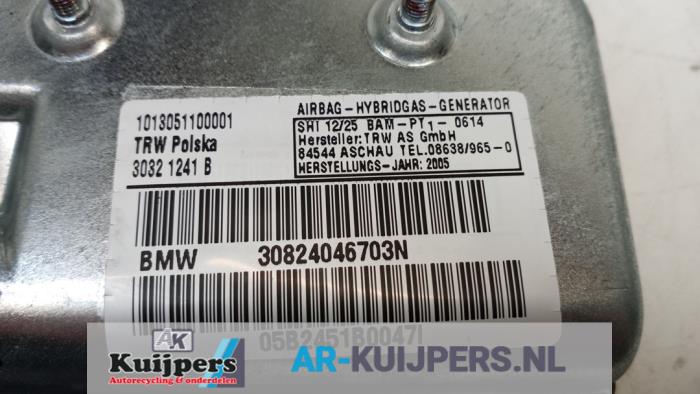 1013051100001
TRW Polska
3032 1241 B
AIRBAG-HYBRIDGAS-GENERATOR
SHI 12/25 BAM-PT1- 0614
Hersteller:TRW AS GmbH
84544 ASCHAU TEL.08638/965-0
HERSTELLUNGS-JAHR: 2005
BMW 30824046703N
05B2451B0047I
AK
Kuijpers
Autorecycling & onderdelen
AR-KUIJPERS.NL